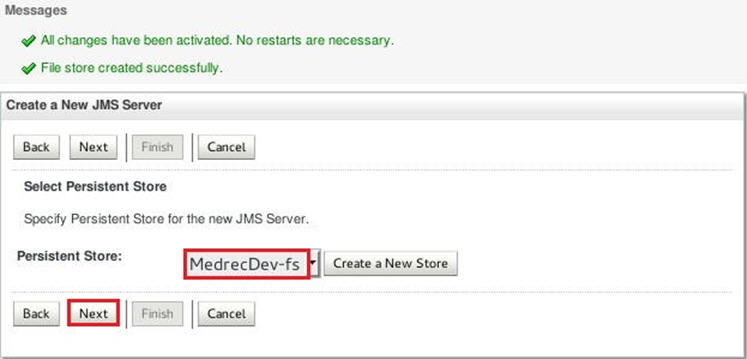 Messages
All changes have been activated. No restarts are necessary.
File store created successfully.
Create a New JMS Server
Back Next Finish Cancel
Select Persistent Store
Specify Persistent Store for the new JMS Server.
Persistent Store: MedrecDev-fs Create a New Store
Back Next Finish Cancel